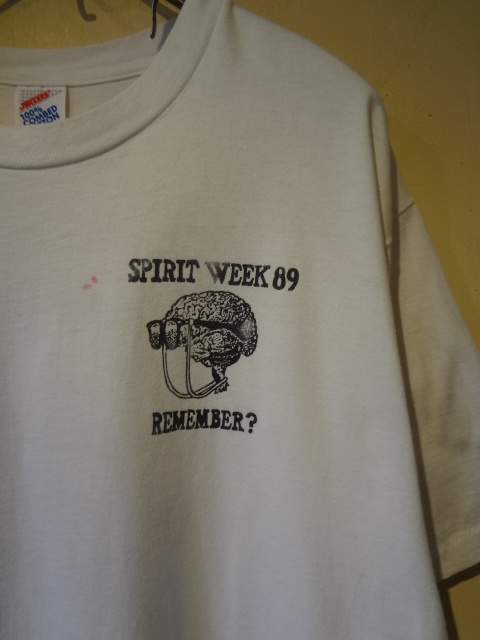 100%
COMBED
COTTON
SPIRIT WEEK 89
REMEMBER?